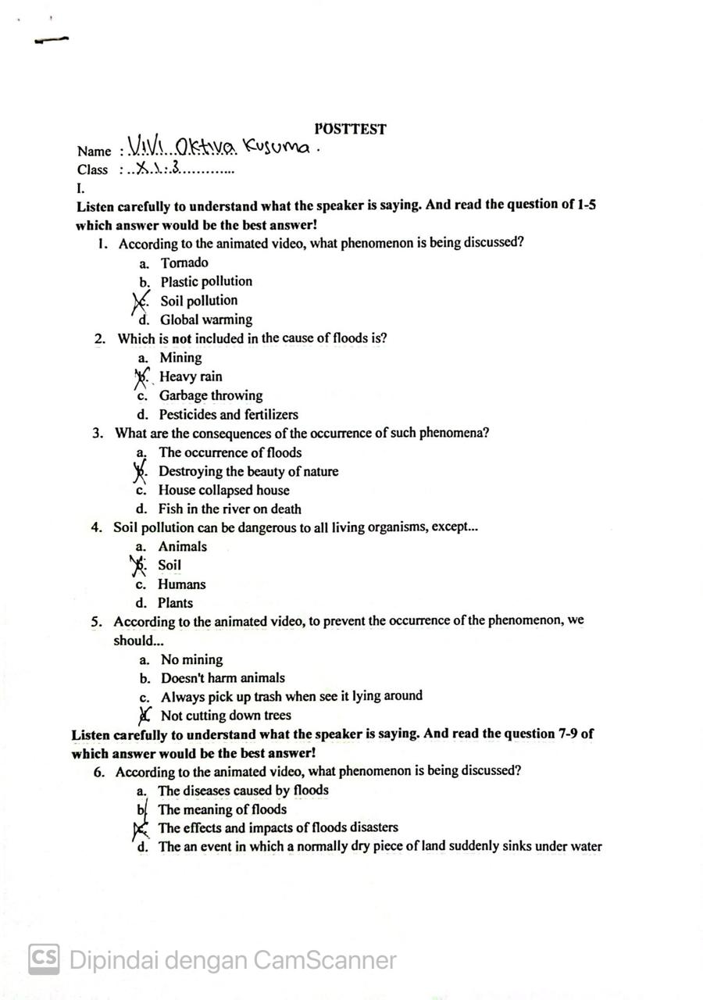 POSTTEST
Name : Vivi Oktiva Kusuma .
Class : ..X.1.:.3.............
I.
Listen carefully to understand what the speaker is saying. And read the question of 1-5
which answer would be the best answer!
1. According to the animated video, what phenomenon is being discussed?
a. Tornado
b. Plastic pollution
c. Soil pollution
d. Global warming
2. Which is not included in the cause of floods is?
a. Mining
b. Heavy rain
c. Garbage throwing
d. Pesticides and fertilizers
3. What are the consequences of the occurrence of such phenomena?
a. The occurrence of floods
b. Destroying the beauty of nature
c. House collapsed house
d. Fish in the river on death
4. Soil pollution can be dangerous to all living organisms, except...
a. Animals
b. Soil
c. Humans
d. Plants
5. According to the animated video, to prevent the occurrence of the phenomenon, we
should...
a. No mining
b. Doesn't harm animals
c. Always pick up trash when see it lying around
d. Not cutting down trees
Listen carefully to understand what the speaker is saying. And read the question 7-9 of
which answer would be the best answer!
6. According to the animated video, what phenomenon is being discussed?
a. The diseases caused by floods
b. The meaning of floods
c. The effects and impacts of floods disasters
d. The an event in which a normally dry piece of land suddenly sinks under water
CS Dipindai dengan CamScanner